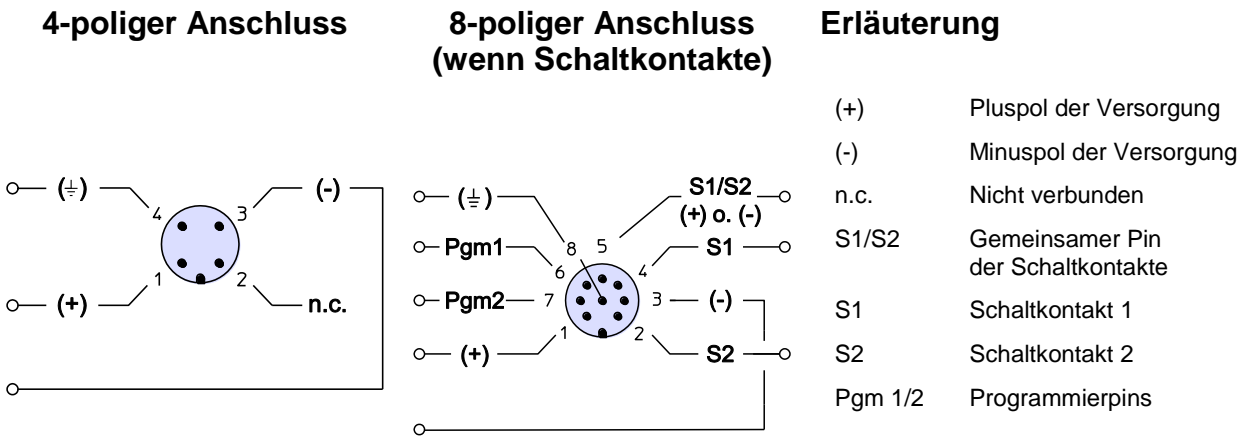 4-poliger Anschluss
8-poliger Anschluss
(wenn Schaltkontakte)
Erläuterung
(⏚)
(-)
4
3
1
2
(+)
n.c.
(⏚)
S1/S2
(+) o. (-)
8
5
Pgm1
S1
6
4
Pgm2
7
3
(-)
1
2
(+)
S2
(+) Pluspol der Versorgung
(-) Minuspol der Versorgung
n.c. Nicht verbunden
S1/S2 Gemeinsamer Pin
der Schaltkontakte
S1 Schaltkontakt 1
S2 Schaltkontakt 2
Pgm 1/2 Programmierpins